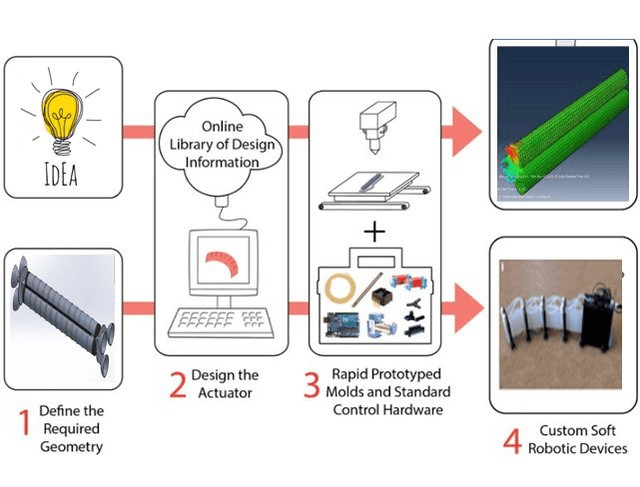 IDEA
Online
Library of Design
Information
1 Define the
Required
Geometry
2 Design the
Actuator
+
3 Rapid Prototyped
Molds and Standard
Control Hardware
4 Custom Soft
Robotic Devices